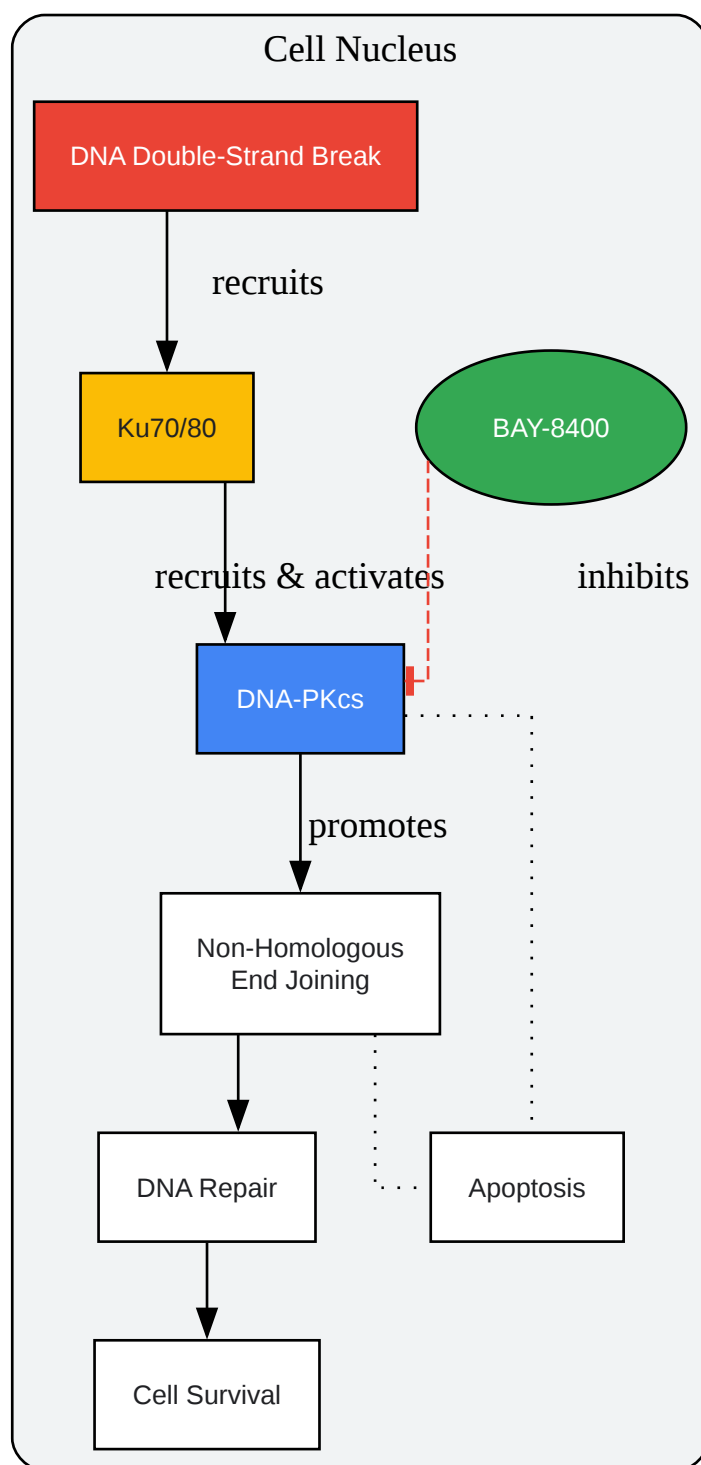 Cell Nucleus
DNA Double-Strand Break
recruits
Ku70/80
BAY-8400
recruits & activates
inhibits
DNA-PKcs
promotes
Non-Homologous
End Joining
DNA Repair
Apoptosis
Cell Survival